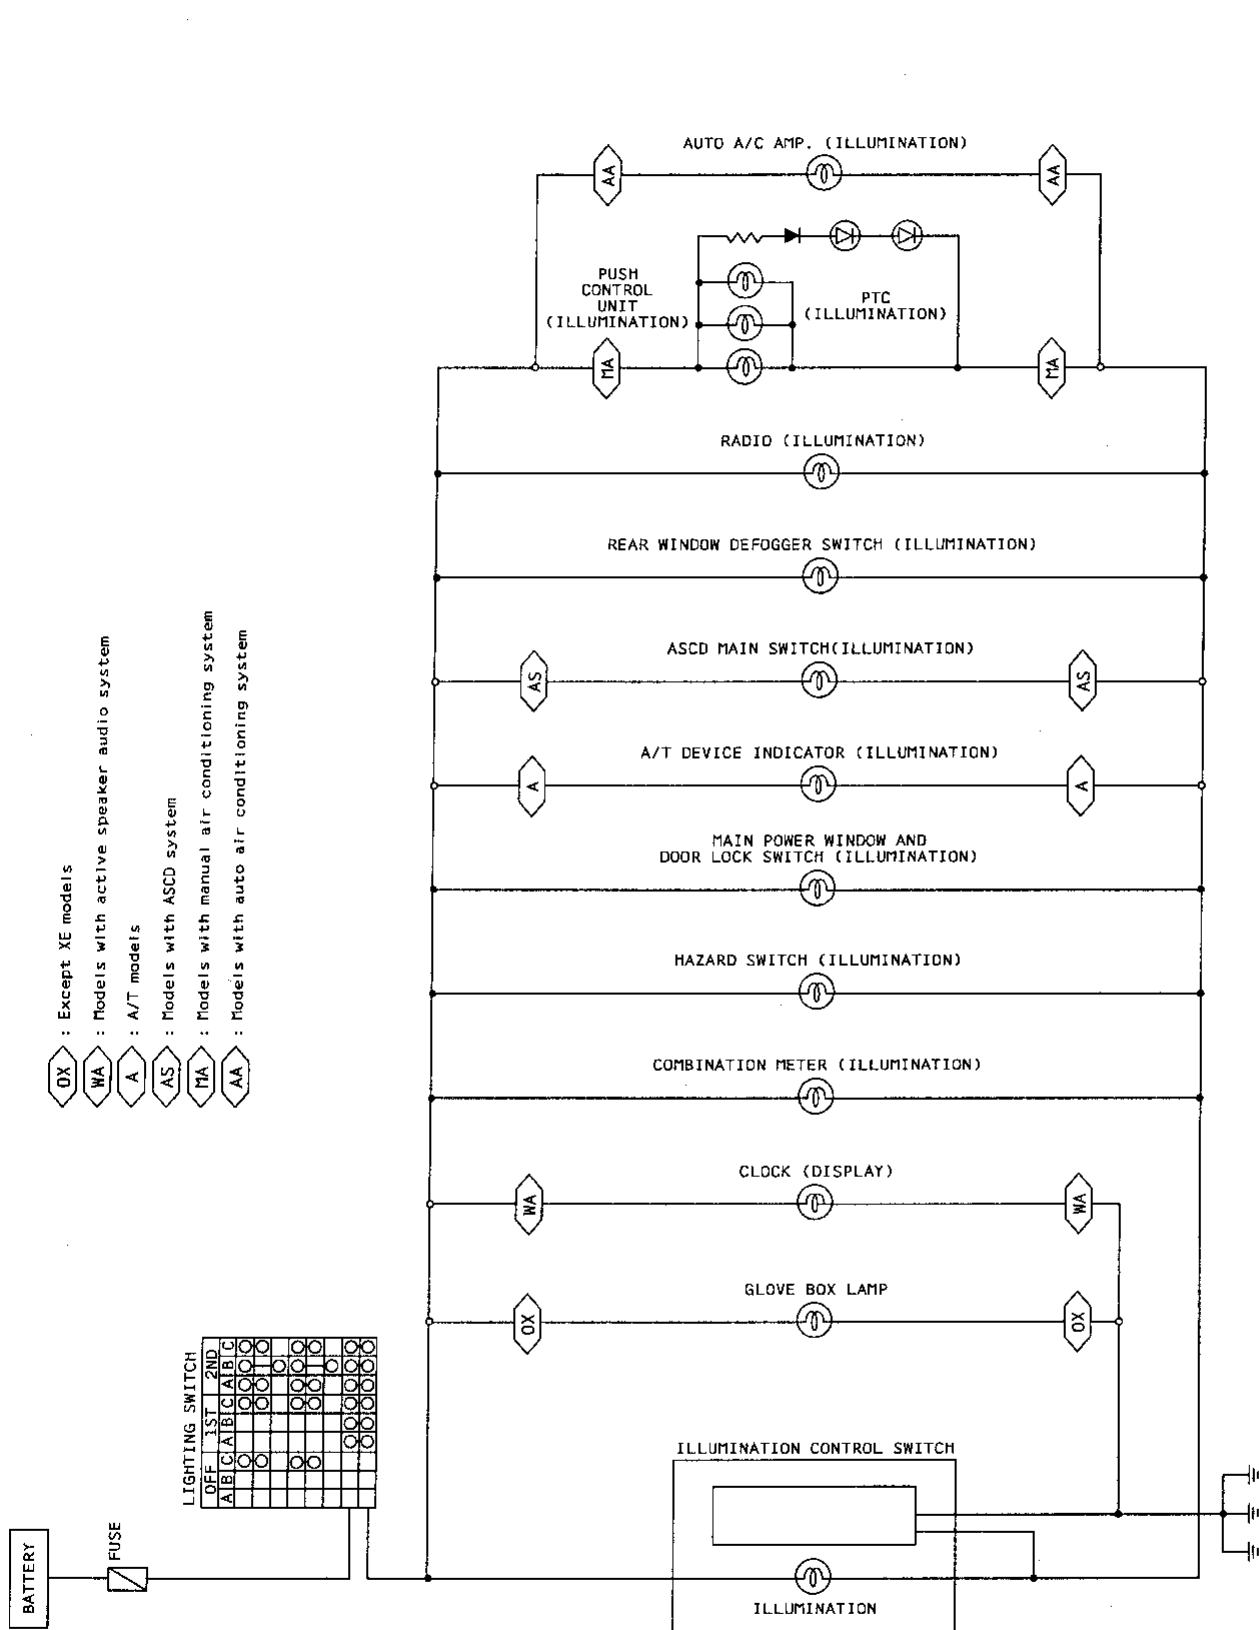 AUTO A/C AMP. (ILLUMINATION)
AA
AA
PUSH
CONTROL
UNIT
(ILLUMINATION)
PTC
(ILLUMINATION)
MA
MA
RADIO (ILLUMINATION)
REAR WINDOW DEFOGGER SWITCH (ILLUMINATION)
ASCD MAIN SWITCH(ILLUMINATION)
AS
AS
A/T DEVICE INDICATOR (ILLUMINATION)
A
A
MAIN POWER WINDOW AND
DOOR LOCK SWITCH (ILLUMINATION)
HAZARD SWITCH (ILLUMINATION)
COMBINATION METER (ILLUMINATION)
CLOCK (DISPLAY)
WA
WA
GLOVE BOX LAMP
OX
OX
OX : Except XE models
WA : Models with active speaker audio system
A : A/T models
AS : Models with ASCD system
MA : Models with manual air conditioning system
AA : Models with auto air conditioning system
LIGHTING SWITCH
OFF 1ST 2ND
A B C A B C A B C
ILLUMINATION CONTROL SWITCH
ILLUMINATION
FUSE
BATTERY